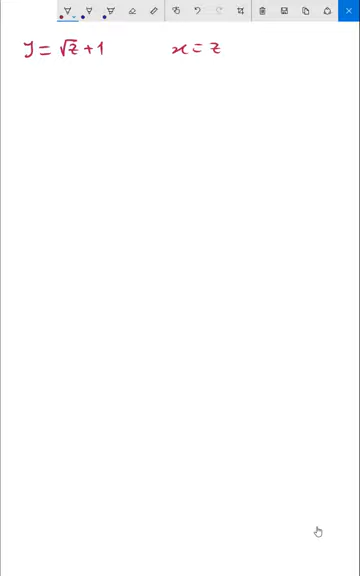 y = √z + 1 x = z